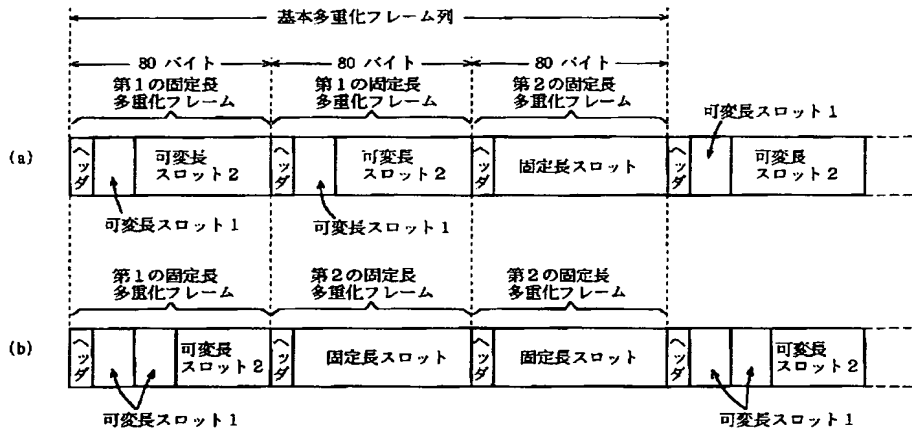 基本多重化フレーム列
80 バイト 80 バイト 80 バイト
第1の固定長 第1の固定長 第2の固定長
多重化フレーム 多重化フレーム 多重化フレーム
可変長スロット1
(a)
ヘッダ 可変長 ヘッダ 可変長 ヘッダ 固定長スロット ヘッダ 可変長
スロット2 スロット2 スロット2
可変長スロット1 可変長スロット1
第1の固定長 第2の固定長 第2の固定長
多重化フレーム 多重化フレーム 多重化フレーム
(b)
ヘッダ 可変長 ヘッダ 固定長スロット ヘッダ 固定長スロット ヘッダ 可変長
スロット2 スロット2
可変長スロット1 可変長スロット1